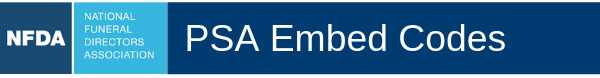 NFDA
NATIONAL
FUNERAL
DIRECTORS
ASSOCIATION
PSA Embed Codes